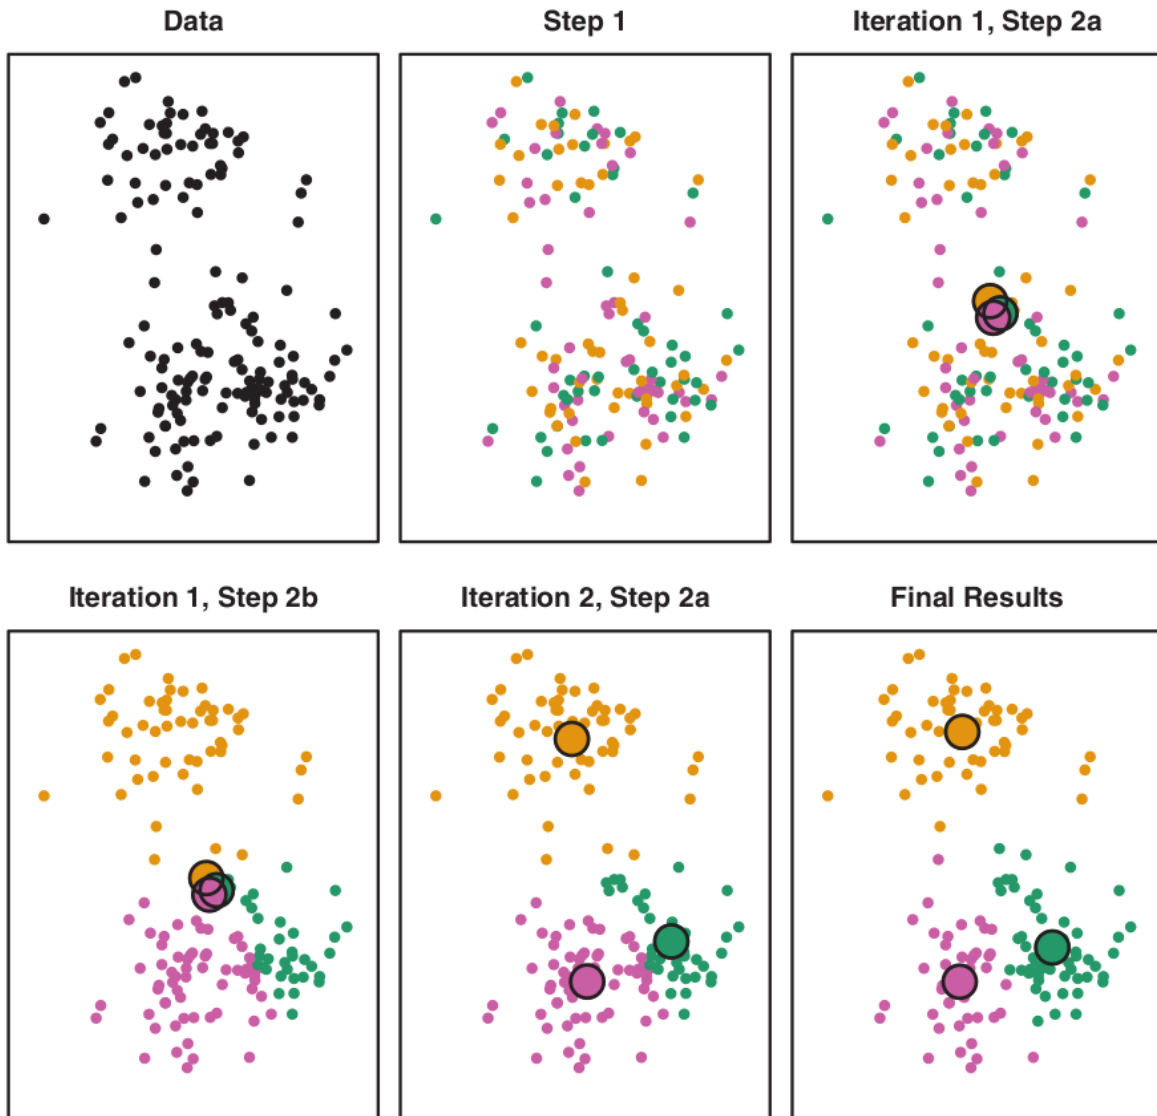 Data
Step 1
Iteration 1, Step 2a
Iteration 1, Step 2b
Iteration 2, Step 2a
Final Results